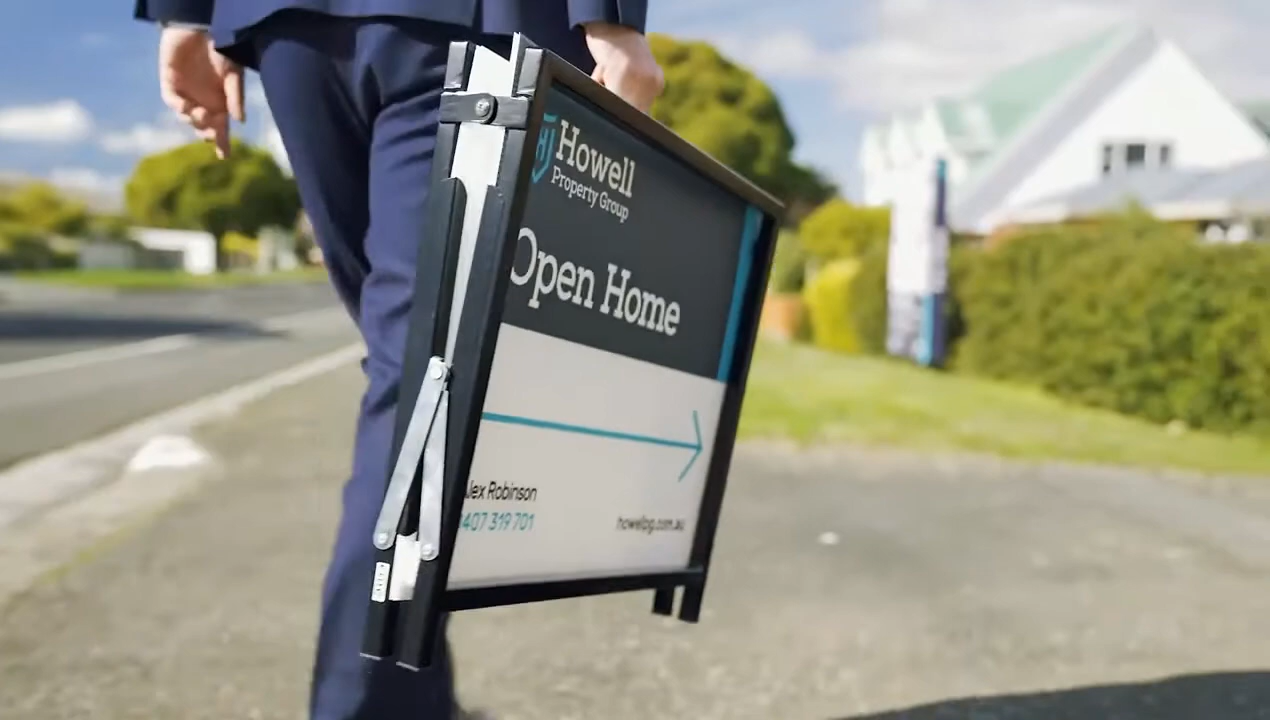 Howell
Property Group
Open Home
lex Robinson
407 319 701
howellpg.com.au